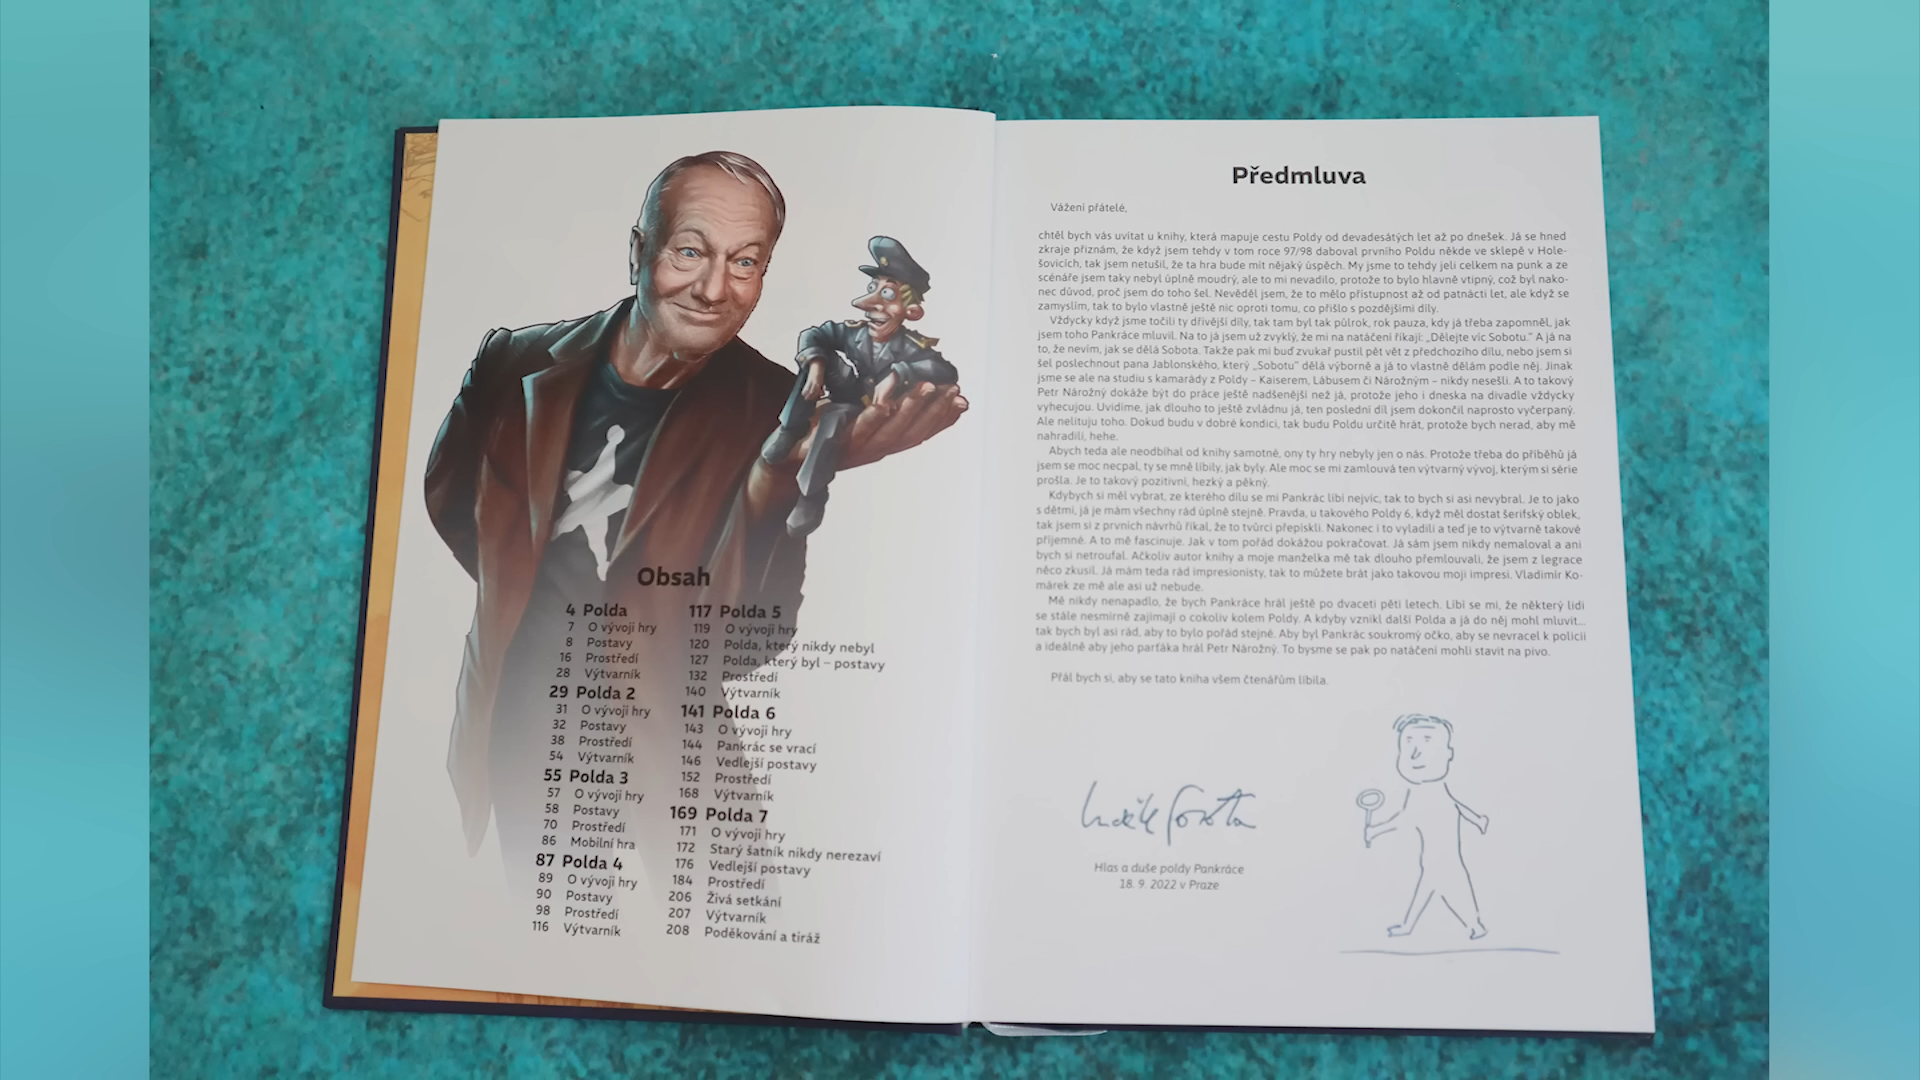 Obsah
4 Polda
7 O vývoji hry
8 Postavy
16 Prostředí
28 Výtvarník
29 Polda 2
31 O vývoji hry
32 Postavy
38 Prostředí
54 Výtvarník
55 Polda 3
57 O vývoji hry
58 Postavy
70 Prostředí
86 Mobilní hra
87 Polda 4
89 O vývoji hry
90 Postavy
98 Prostředí
116 Výtvarník
117 Polda 5
119 O vývoji hry
120 Polda, který nikdy nebyl
127 Polda, který byl – postavy
132 Prostředí
140 Výtvarník
141 Polda 6
143 O vývoji hry
144 Pankrác se vrací
146 Vedlejší postavy
152 Prostředí
168 Výtvarník
169 Polda 7
171 O vývoji hry
172 Starý šatník nikdy nerezaví
176 Vedlejší postavy
184 Prostředí
206 Živá setkání
207 Výtvarník
208 Poděkování a tiráž
Předmluva
Vážení přátelé,
chtěl bych vás uvítat u knihy, která mapuje cestu Poldy od devadesátých let až po dnešek. Já se hned
zkraje přiznám, že když jsem tehdy v tom roce 97/98 daboval prvního Poldu někde ve sklepě v Hole-
šovicích, tak jsem netušil, že ta hra bude mít nějaký úspěch. My jsme to tehdy jeli celkem na punk a ze
scénáře jsem taky nebyl úplně moudrý, ale to mi nevadilo, protože to bylo hlavně vtipný, což byl nako-
nec důvod, proč jsem do toho šel. Nevěděl jsem, že to mělo přístupnost až od patnácti let, ale když se
zamyslím, tak to bylo vlastně ještě nic oproti tomu, co přišlo s pozdějšími díly.
Vždycky když jsme točili ty dřívější díly, tak tam byl tak půlrok, rok pauza, kdy já třeba zapomněl, jak
jsem toho Pankráce mluvil. Na to já jsem už zvyklý, že mi na natáčení říkají: „Dělejte víc Sobotu.“ A já na
to, že nevím, jak se dělá Sobota. Takže pak mi buď zvukař pustil pět vět z předchozího dílu, nebo jsem si
šel poslechnout pana Jablonského, který „Sobotu“ dělá výborně a já to vlastně dělám podle něj. Jinak
jsme se ale na studiu s kamarády z Poldy – Kaiserem, Lábusem či Nárožným – nikdy nesešli. A to takový
Petr Nárožný dokáže být do práce ještě nadšenější než já, protože jeho i dneska na divadle vždycky
vyhecujou. Uvidíme, jak dlouho to ještě zvládnu já, ten poslední díl jsem dokončil naprosto vyčerpaný.
Ale nelituju toho. Dokud budu v dobré kondici, tak budu Poldu určitě hrát, protože bych nerad, aby mě
nahradili, hehe.
Abych teda ale neodbíhal od knihy samotné, ony ty hry nebyly jen o nás. Protože třeba do příběhů já
jsem se moc necpal, ty se mně líbily, jak byly. Ale moc se mi zamlouvá ten výtvarný vývoj, kterým si série
prošla. Je to takový pozitivní, hezký a pěkný.
Kdybych si měl vybrat, ze kterého dílu se mi Pankrác líbí nejvíc, tak to bych si asi nevybral. Je to jako
s dětmi, já je mám všechny rád úplně stejně. Pravda, u takového Poldy 6, když měl dostat šerifský oblek,
tak jsem si z prvních návrhů říkal, že to tvůrci přepískli. Nakonec i to vyladili a teď je to výtvarně takové
příjemné. A to mě fascinuje. Jak v tom pořád dokážou pokračovat. Já sám jsem nikdy nemaloval a ani
bych si netroufal. Ačkoliv autor knihy a moje manželka mě tak dlouho přemlouvali, že jsem z legrace
něco zkusil. Já mám teda rád impresionisty, tak to můžete brát jako takovou moji impresi. Vladimír Ko-
márek ze mě ale asi už nebude.
Mě nikdy nenapadlo, že bych Pankráce hrál ještě po dvaceti pěti letech. Líbí se mi, že některý lidi
se stále nesmírně zajímají o cokoliv kolem Poldy. A kdyby vznikl další Polda a já do něj mohl mluvit...
tak bych byl asi rád, aby to bylo pořád stejné. Aby byl Pankrác soukromý očko, aby se nevracel k policii
a ideálně aby jeho parťáka hrál Petr Nárožný. To bysme se pak po natáčení mohli stavit na pivo.
Přál bych si, aby se tato kniha všem čtenářům líbila.
Luděk Sobota
Hlas a duše poldy Pankráce
18. 9. 2022 v Praze